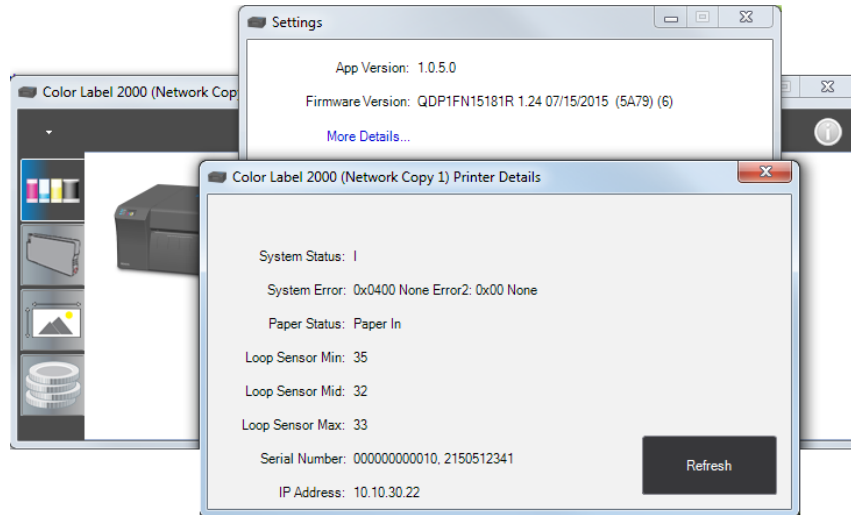 Settings
App Version: 1.0.5.0
Color Label 2000 (Network Cop
Firmware Version: QDP1FN15181R 1.24 07/15/2015 (5A79) (6)
More Details...
Color Label 2000 (Network Copy 1) Printer Details
System Status: I
System Error: 0x0400 None Error2: 0x00 None
Paper Status: Paper In
Loop Sensor Min: 35
Loop Sensor Mid: 32
Loop Sensor Max: 33
Serial Number: 000000000010, 2150512341
IP Address: 10.10.30.22
Refresh